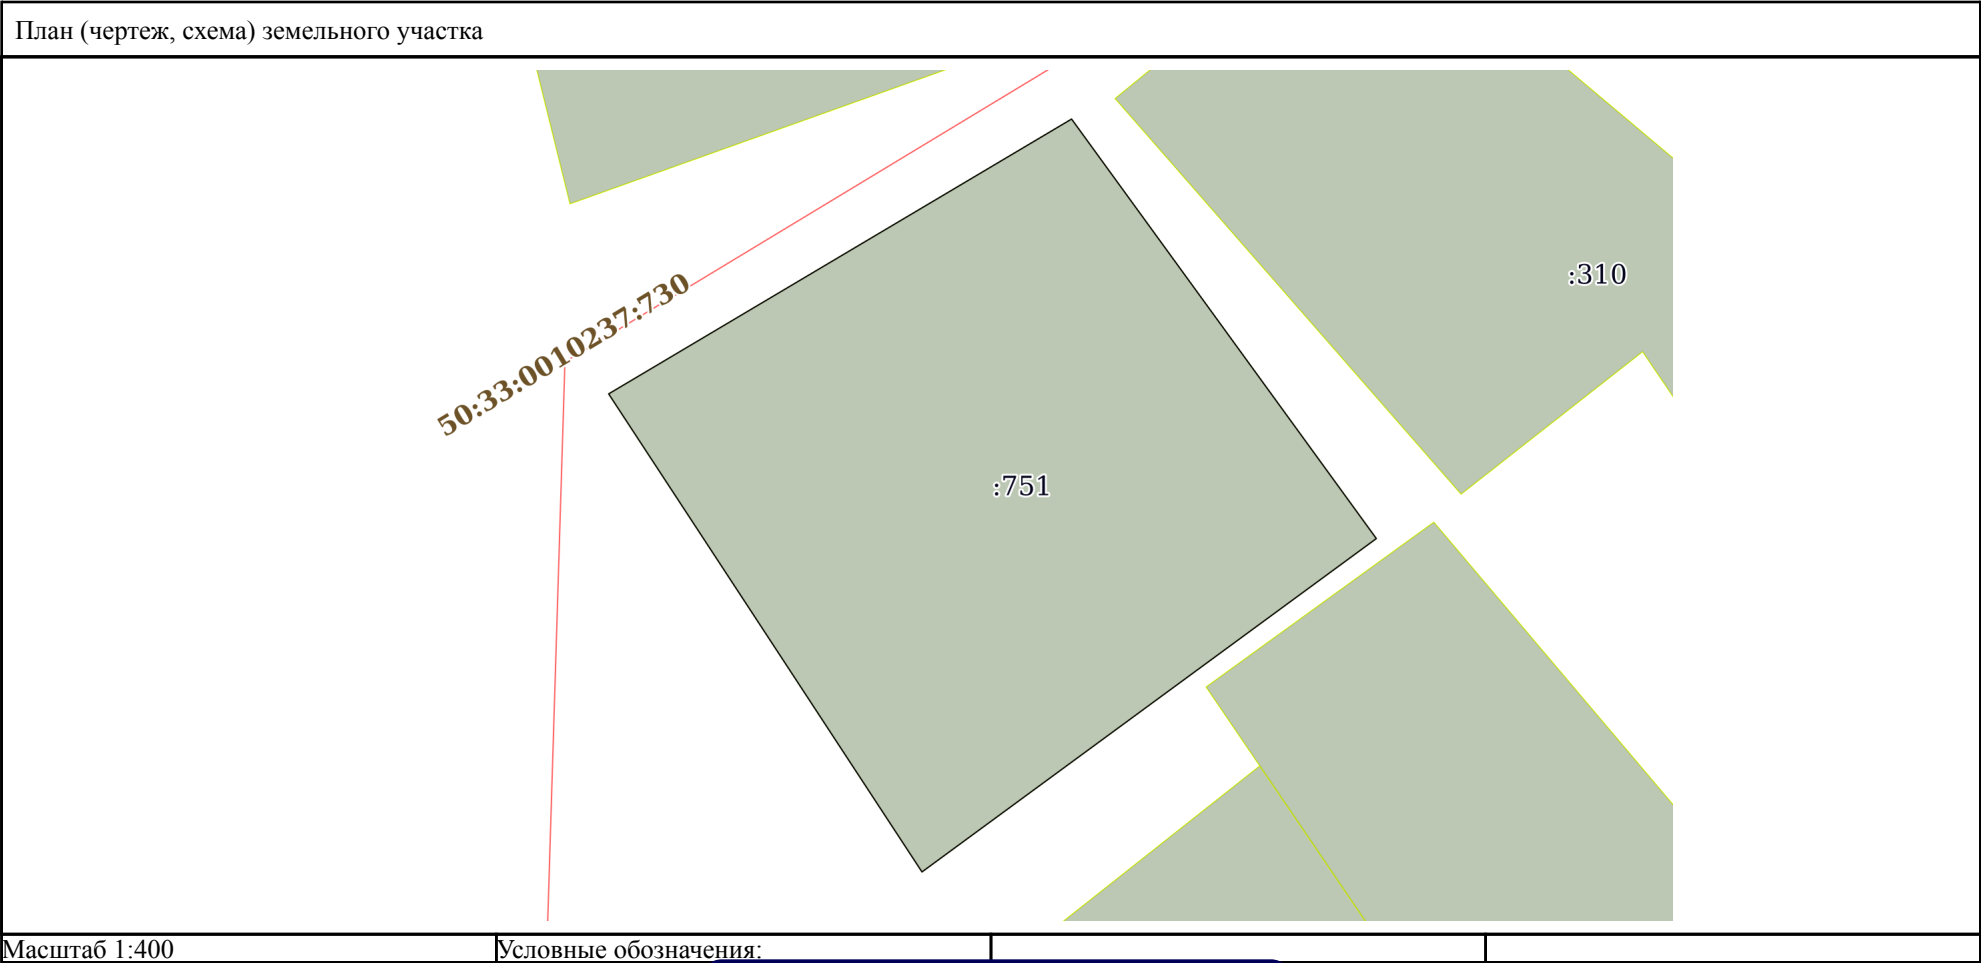 План (чертеж, схема) земельного участка
:310
50:33:0010237:730
:751
Масштаб 1:400
Условные обозначения: